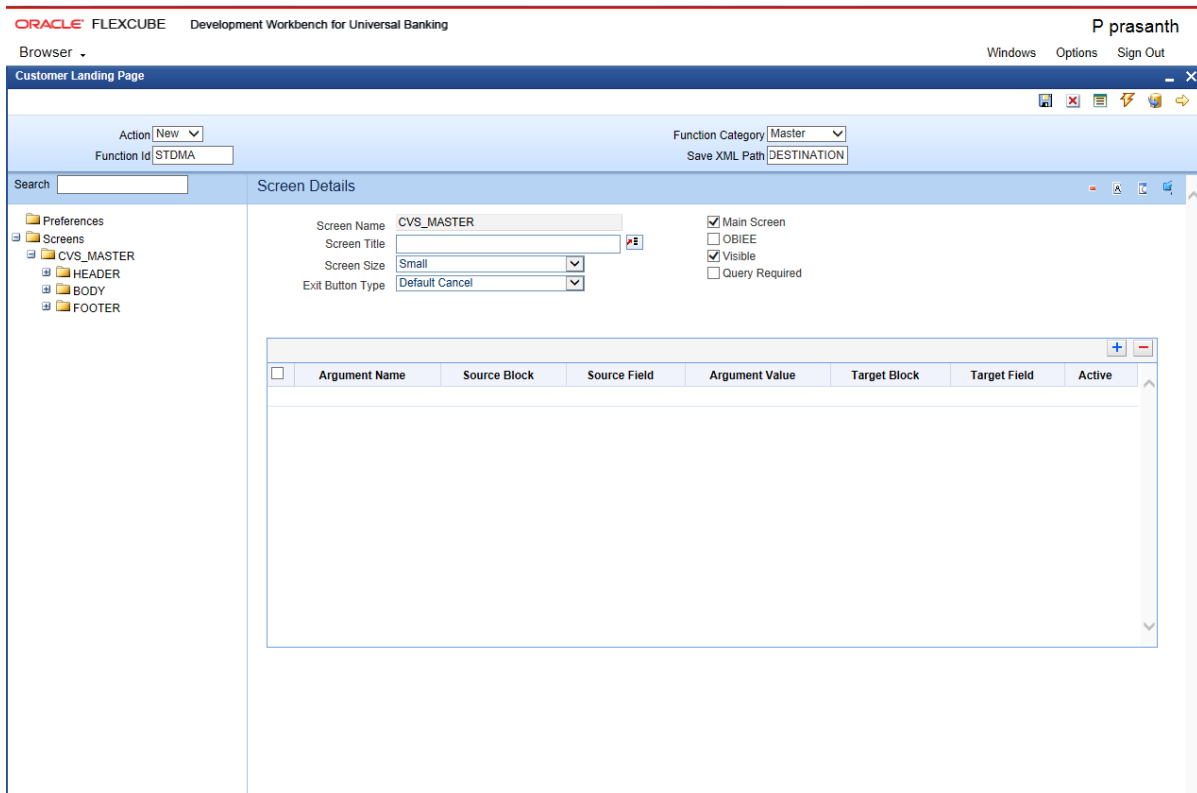 ORACLE FLEXCUBE Development Workbench for Universal Banking
P prasanth
Browser
Windows Options Sign Out
Customer Landing Page
Action New
Function Category Master
Function Id STDMA
Save XML Path DESTINATION
Search
Screen Details
Preferences
Screens
CVS_MASTER
HEADER
BODY
FOOTER
Screen Name CVS_MASTER
Screen Title
Screen Size Small
Exit Button Type Default Cancel
Main Screen
OBIEE
Visible
Query Required
Argument Name Source Block Source Field Argument Value Target Block Target Field Active